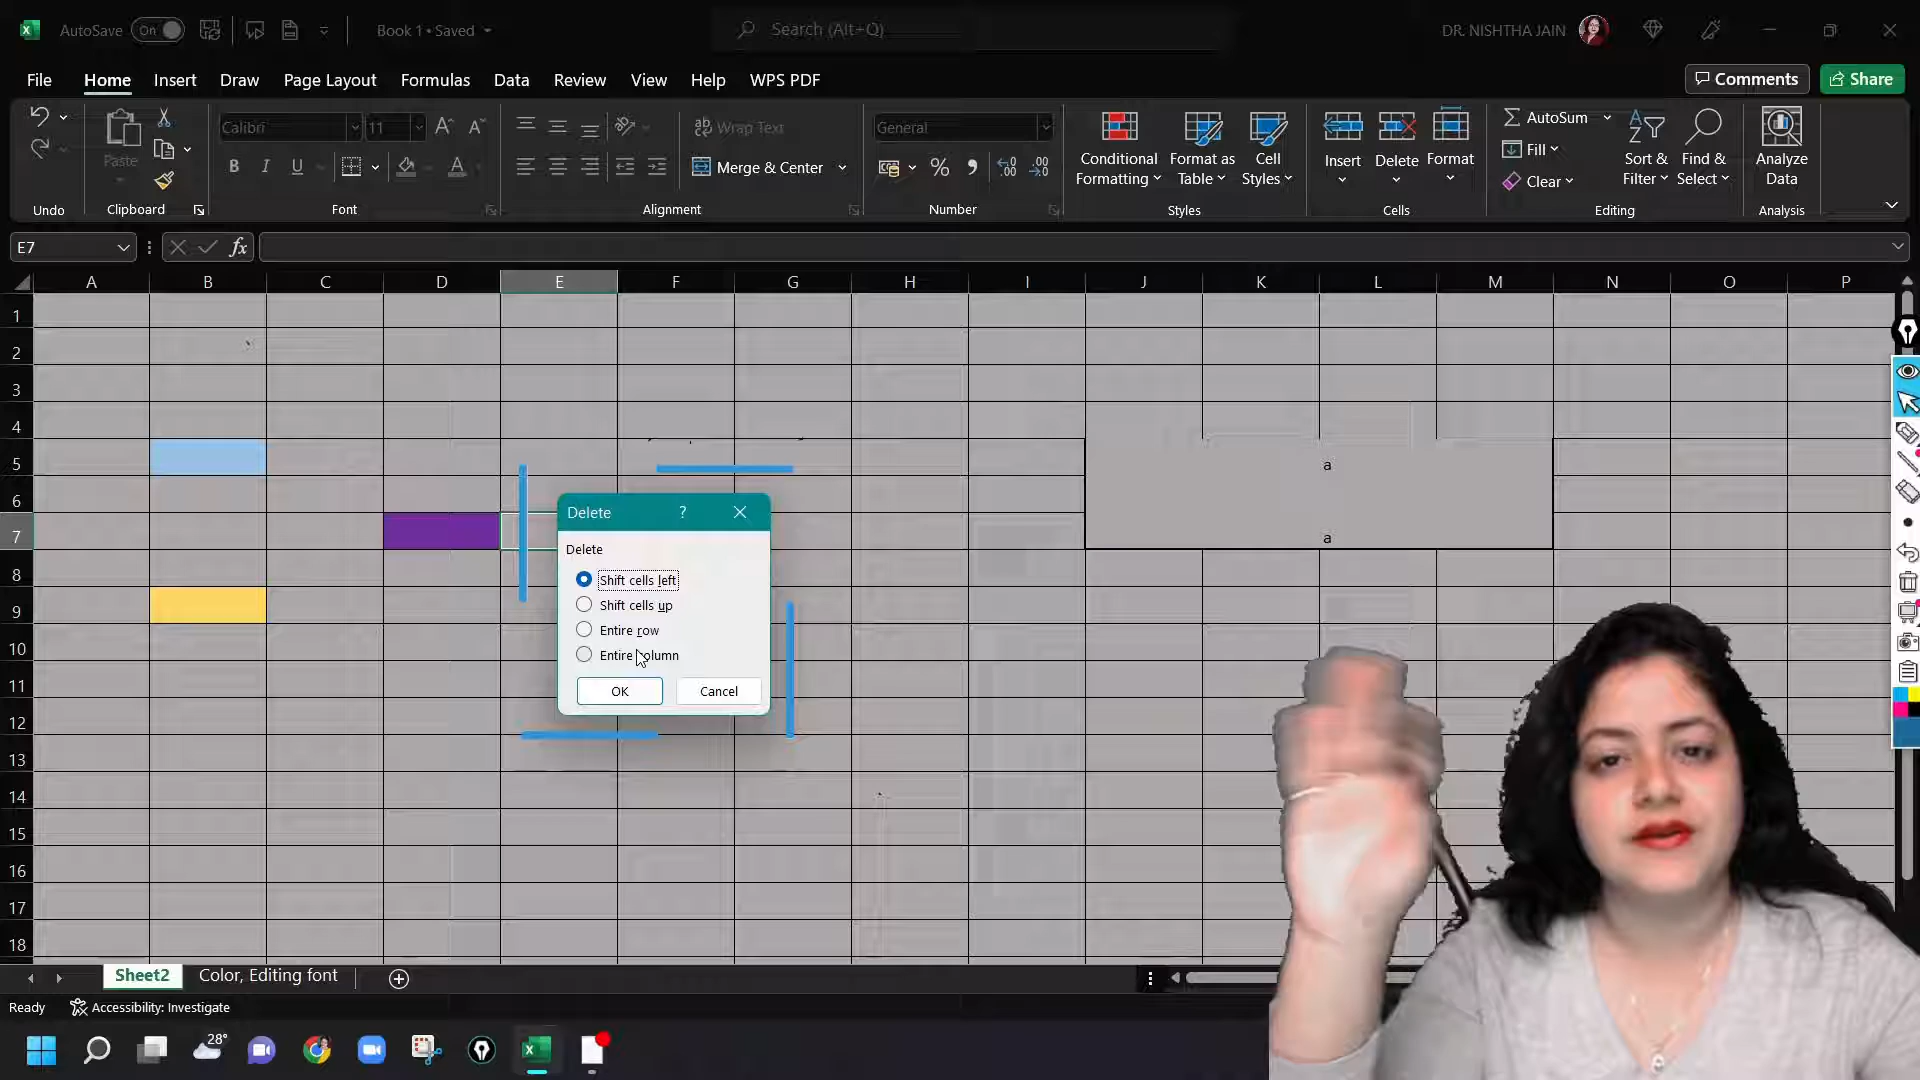 AutoSave On Book 1 • Saved Search (Alt+Q) DR. NISHTHA JAIN
File Home Insert Draw Page Layout Formulas Data Review View Help WPS PDF Comments Share
Paste
Calibri 11
B I U
ab Wrap Text
Merge & Center
General
% , .00
Conditional Formatting
Format as Table
Cell Styles
Insert Delete Format
AutoSum
Fill
Clear
Sort & Filter
Find & Select
Analyze Data
Undo Clipboard Font Alignment Number Styles Cells Editing Analysis
E7 fx
A B C D E F G H I J K L M N O P
1
2
3
4
5 a
6
7 a
8
9
10
11
12
13
14
15
16
17
18
Delete ?
Delete
Shift cells left
Shift cells up
Entire row
Entire column
OK Cancel
Sheet2 Color, Editing font
Ready Accessibility: Investigate
28°